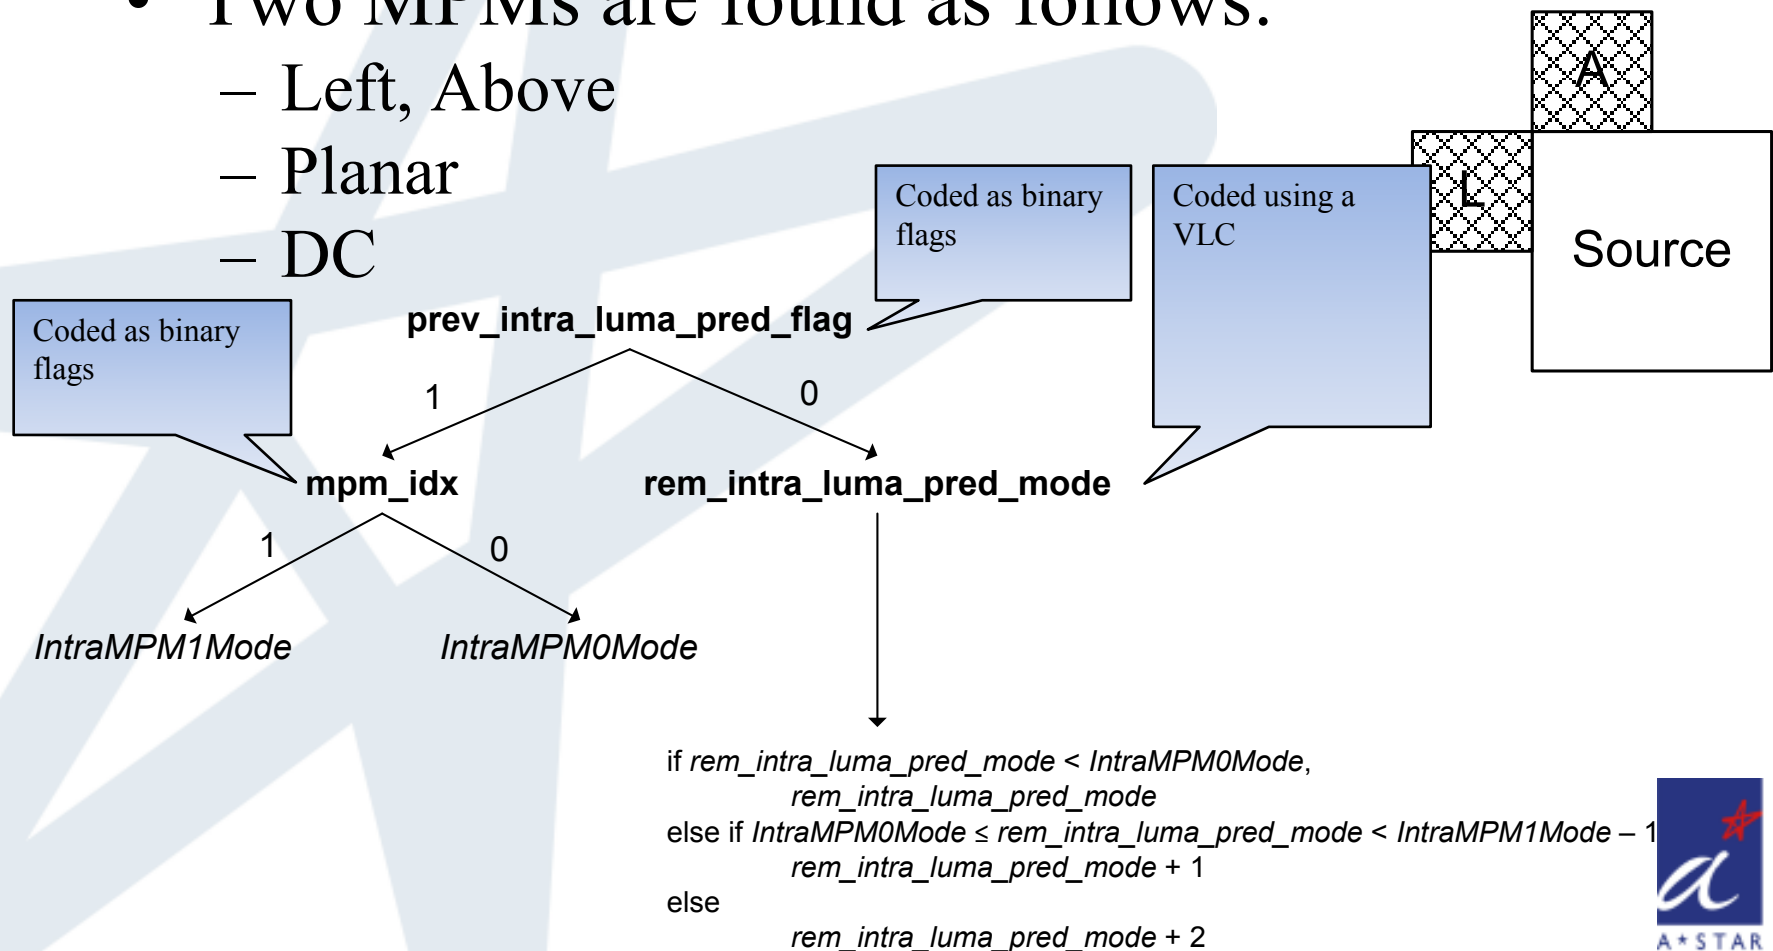 • Two MPMs are found as follows:
– Left, Above
– Planar
– DC
A
L
Source
Coded as binary
flags
Coded using a
VLC
Coded as binary
flags
prev_intra_luma_pred_flag
1
0
mpm_idx
rem_intra_luma_pred_mode
1
0
IntraMPM1Mode
IntraMPM0Mode
if rem_intra_luma_pred_mode < IntraMPM0Mode,
rem_intra_luma_pred_mode
else if IntraMPM0Mode ≤ rem_intra_luma_pred_mode < IntraMPM1Mode – 1
rem_intra_luma_pred_mode + 1
else
rem_intra_luma_pred_mode + 2
a
A★STAR